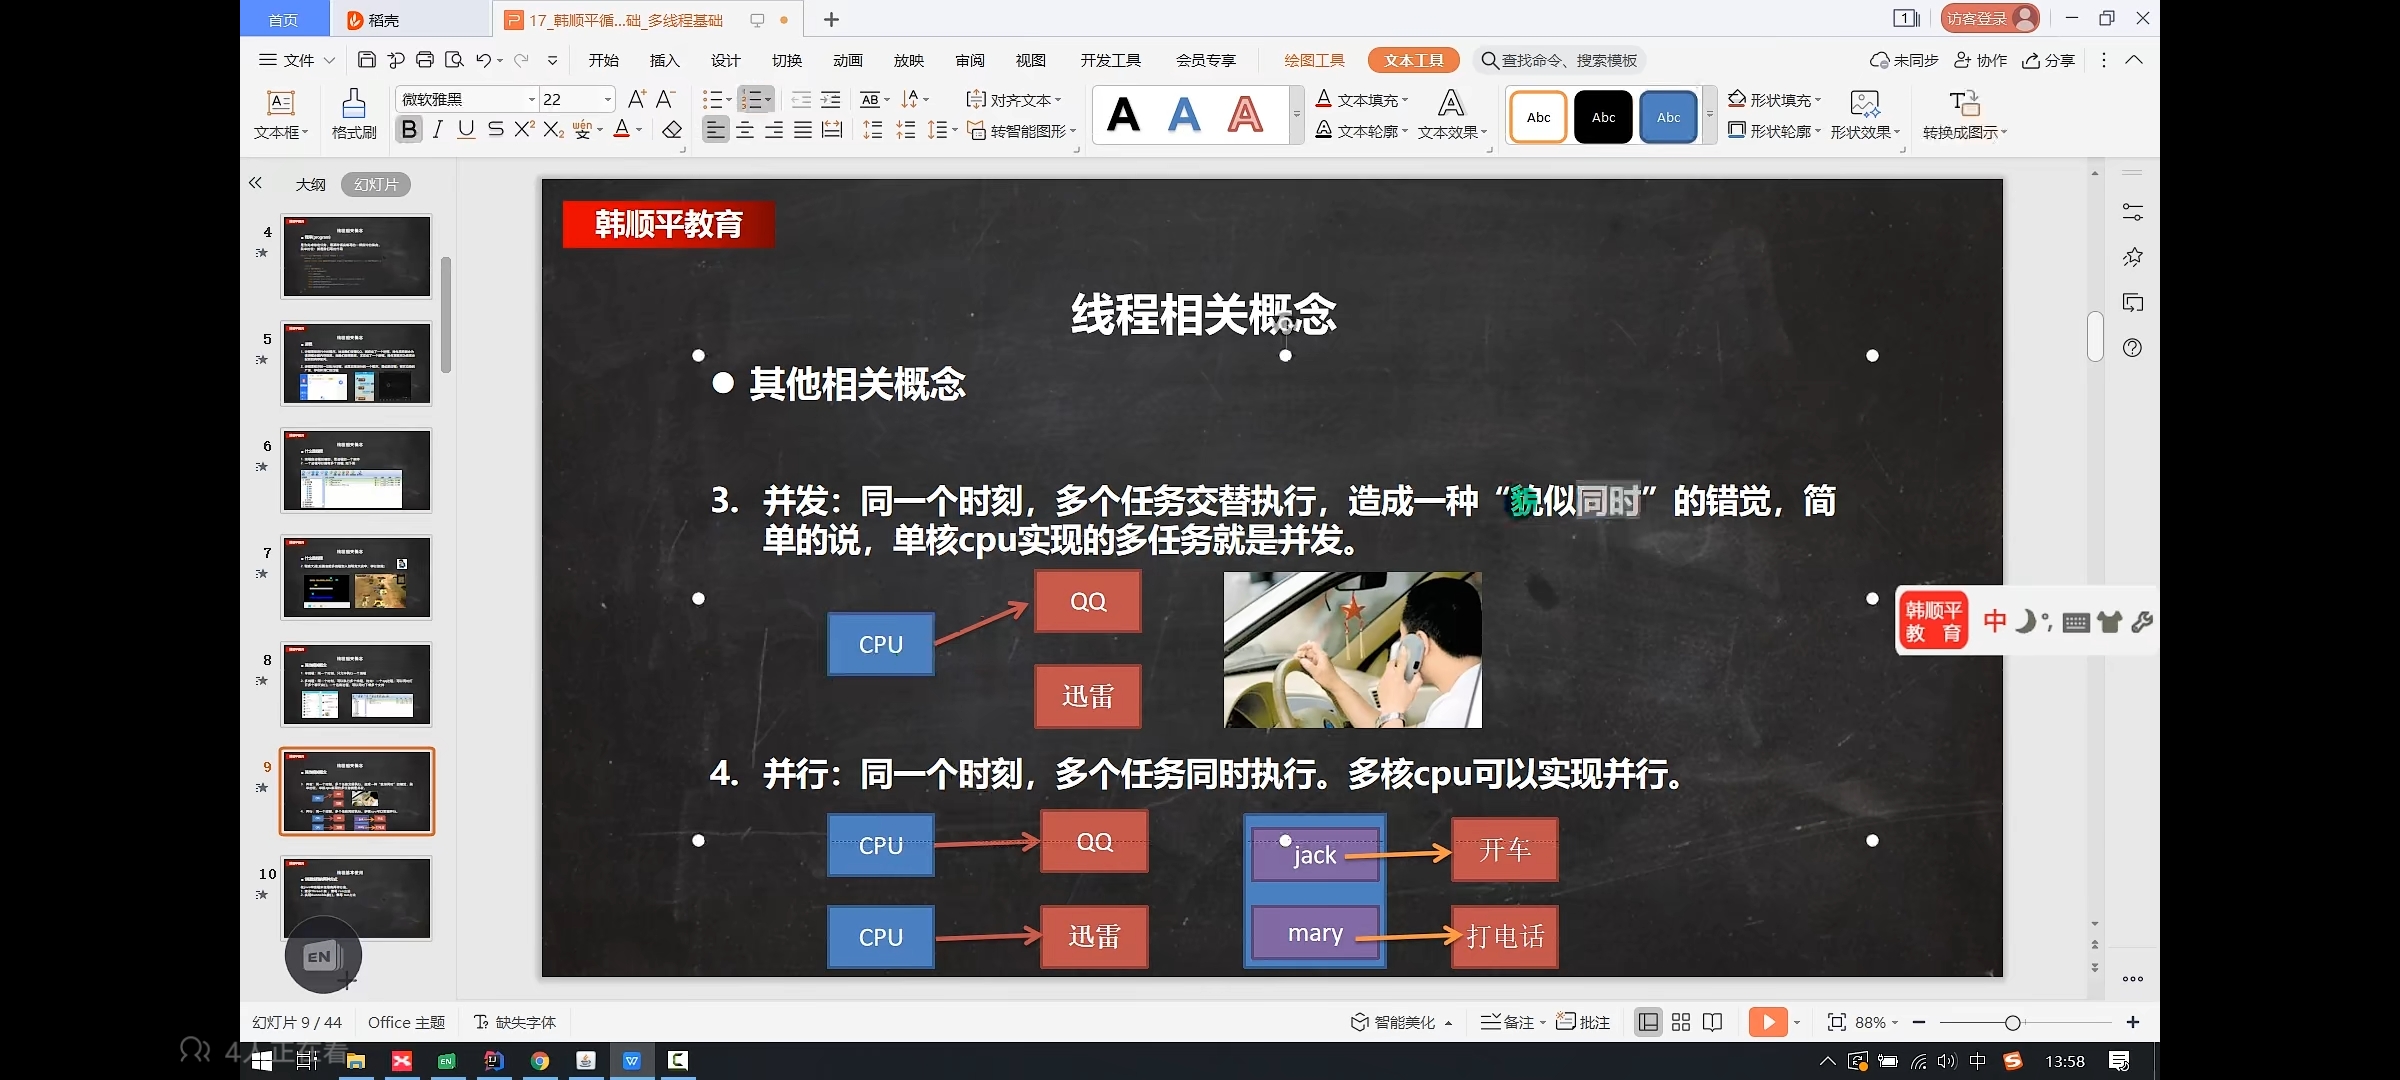 首页
稻壳
17_韩顺平循...础_多线程基础
1
访客登录
文件
开始
插入
设计
切换
动画
放映
审阅
视图
开发工具
会员专享
绘图工具
文本工具
查找命令、搜索模板
未同步
协作
分享
文本框
格式刷
微软雅黑
22
对齐文本
转智能图形
文本填充
文本轮廓
文本效果
Abc
Abc
Abc
形状填充
形状轮廓
形状效果
转换成图示
大纲
幻灯片
4
5
6
7
8
9
10
韩顺平教育
线程相关概念
其他相关概念
3. 并发：同一个时刻，多个任务交替执行，造成一种“貌似同时”的错觉，简
单的说，单核cpu实现的多任务就是并发。
CPU
QQ
迅雷
4. 并行：同一个时刻，多个任务同时执行。多核cpu可以实现并行。
CPU
QQ
jack
开车
CPU
迅雷
mary
打电话
韩顺平
教 育
中
EN
幻灯片 9 / 44
Office 主题
缺失字体
智能美化
备注
批注
88%
4人正在看
中
13:58